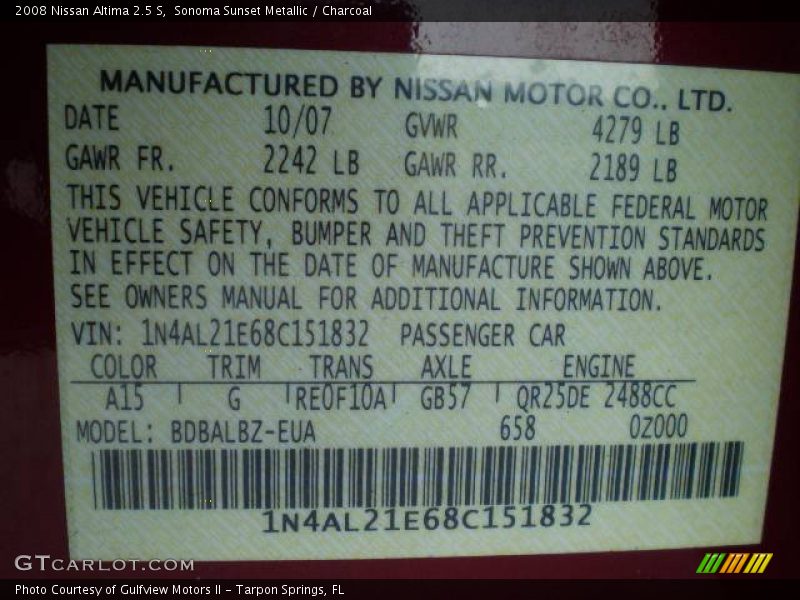 2008 Nissan Altima 2.5 S, Sonoma Sunset Metallic / Charcoal
MANUFACTURED BY NISSAN MOTOR CO., LTD.
DATE 10/07 GVWR 4279 LB
GAWR FR. 2242 LB GAWR RR. 2189 LB
THIS VEHICLE CONFORMS TO ALL APPLICABLE FEDERAL MOTOR
VEHICLE SAFETY, BUMPER AND THEFT PREVENTION STANDARDS
IN EFFECT ON THE DATE OF MANUFACTURE SHOWN ABOVE.
SEE OWNERS MANUAL FOR ADDITIONAL INFORMATION.
VIN: 1N4AL21E68C151832 PASSENGER CAR
COLOR TRIM TRANS AXLE ENGINE
A15 G RE0F10A GB57 QR25DE 2488CC
MODEL: BDBALBZ-EUA 658 0Z000
1N4AL21E68C151832
GTCARLOT.COM
Photo Courtesy of Gulfview Motors II - Tarpon Springs, FL